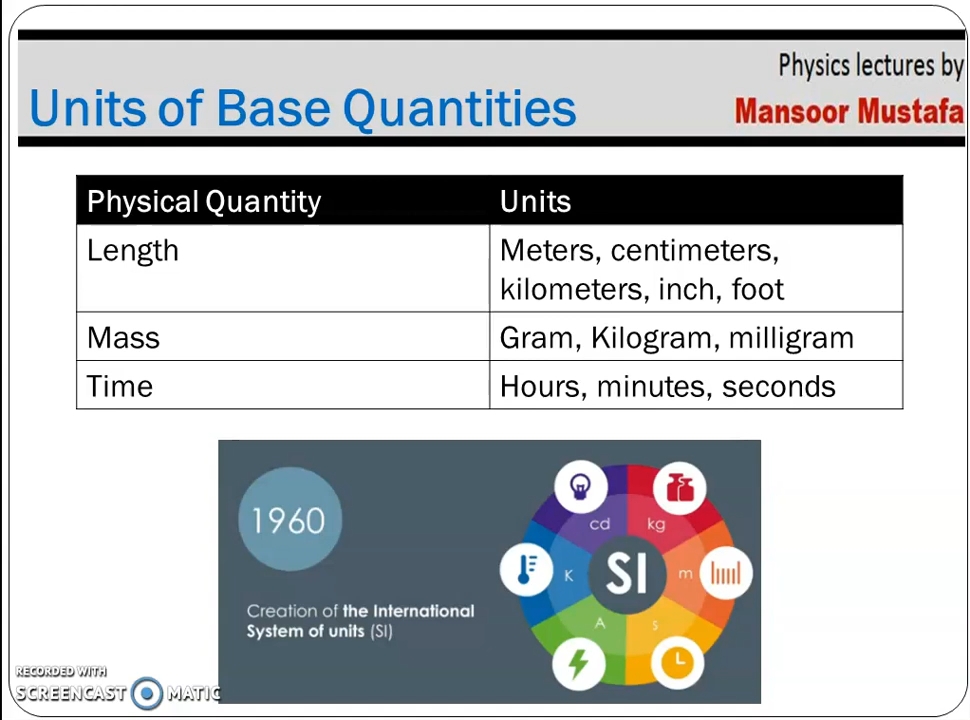 Physics lectures by
Units of Base Quantities
Mansoor Mustafa
Physical Quantity Units
Length Meters, centimeters,
kilometers, inch, foot
Mass Gram, Kilogram, milligram
Time Hours, minutes, seconds
1960
Creation of the International
System of units (SI)
cd kg
K SI m
A s
RECORDED WITH
SCREENCAST MATIC